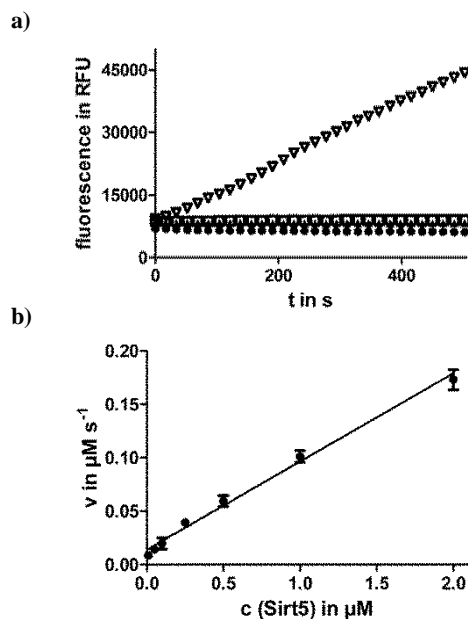 a)
fluorescence in RFU
45000
30000
15000
0
0 200 400
t in s
b)
v in µM s⁻¹
0.20
0.15
0.10
0.05
0.00
0.0 0.5 1.0 1.5 2.0
c (Sirt5) in µM